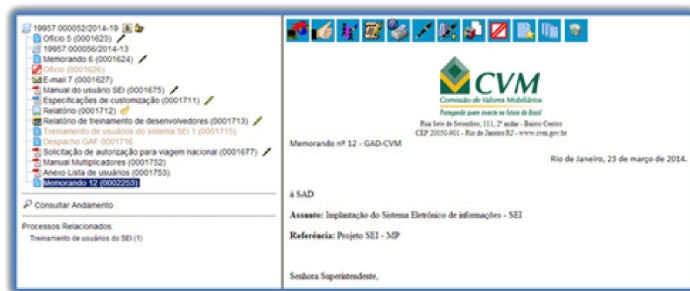 19957.000052/2014-19
Ofício 5 (0001623)
19957.000056/2014-13
Memorando 6 (0001624)
Ofício (0001626)
E-mail 7 (0001627)
Manual do usuário SEI (0001675)
Especificações de customização (0001711)
Relatório (0001712)
Relatório de treinamento de desenvolvedores (0001713)
Treinamento de usuários do sistema SEI 1 (0001715)
Despacho GAF 0001716
Solicitação de autorização para viagem nacional (0001677)
Manual Multiplicadores (0001752)
Anexo Lista de usuários (0001753)
Memorando 12 (0002253)
Consultar Andamento
Processos Relacionados:
Treinamento de usuários do SEI (1)
CVM
Comissão de Valores Mobiliários
Protegendo quem investe no futuro do Brasil
Rua Sete de Setembro, 111, 2º andar - Bairro Centro
CEP 20050-901 - Rio de Janeiro/RJ - www.cvm.gov.br
Memorando nº 12 - GAD-CVM
Rio de Janeiro, 23 de março de 2014.
à SAD
Assunto: Implantação do Sistema Eletrônico de informações - SEI
Referência: Projeto SEI - MP
Senhora Superintendente,